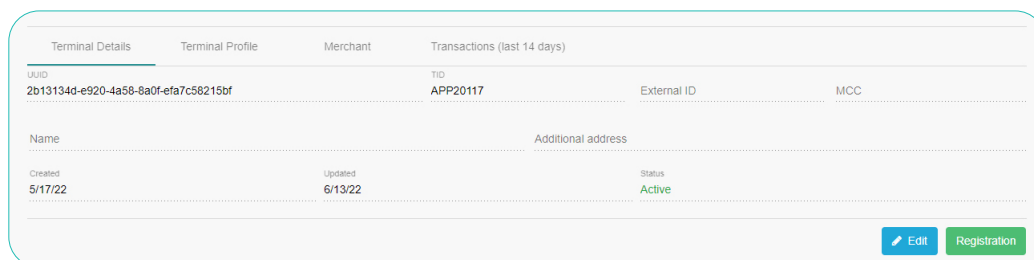 Terminal Details Terminal Profile Merchant Transactions (last 14 days)
UUID TID
2b13134d-e920-4a58-8a0f-efa7c58215bf APP20117 External ID MCC
Name Additional address
Created Updated Status
5/17/22 6/13/22 Active
Edit Registration